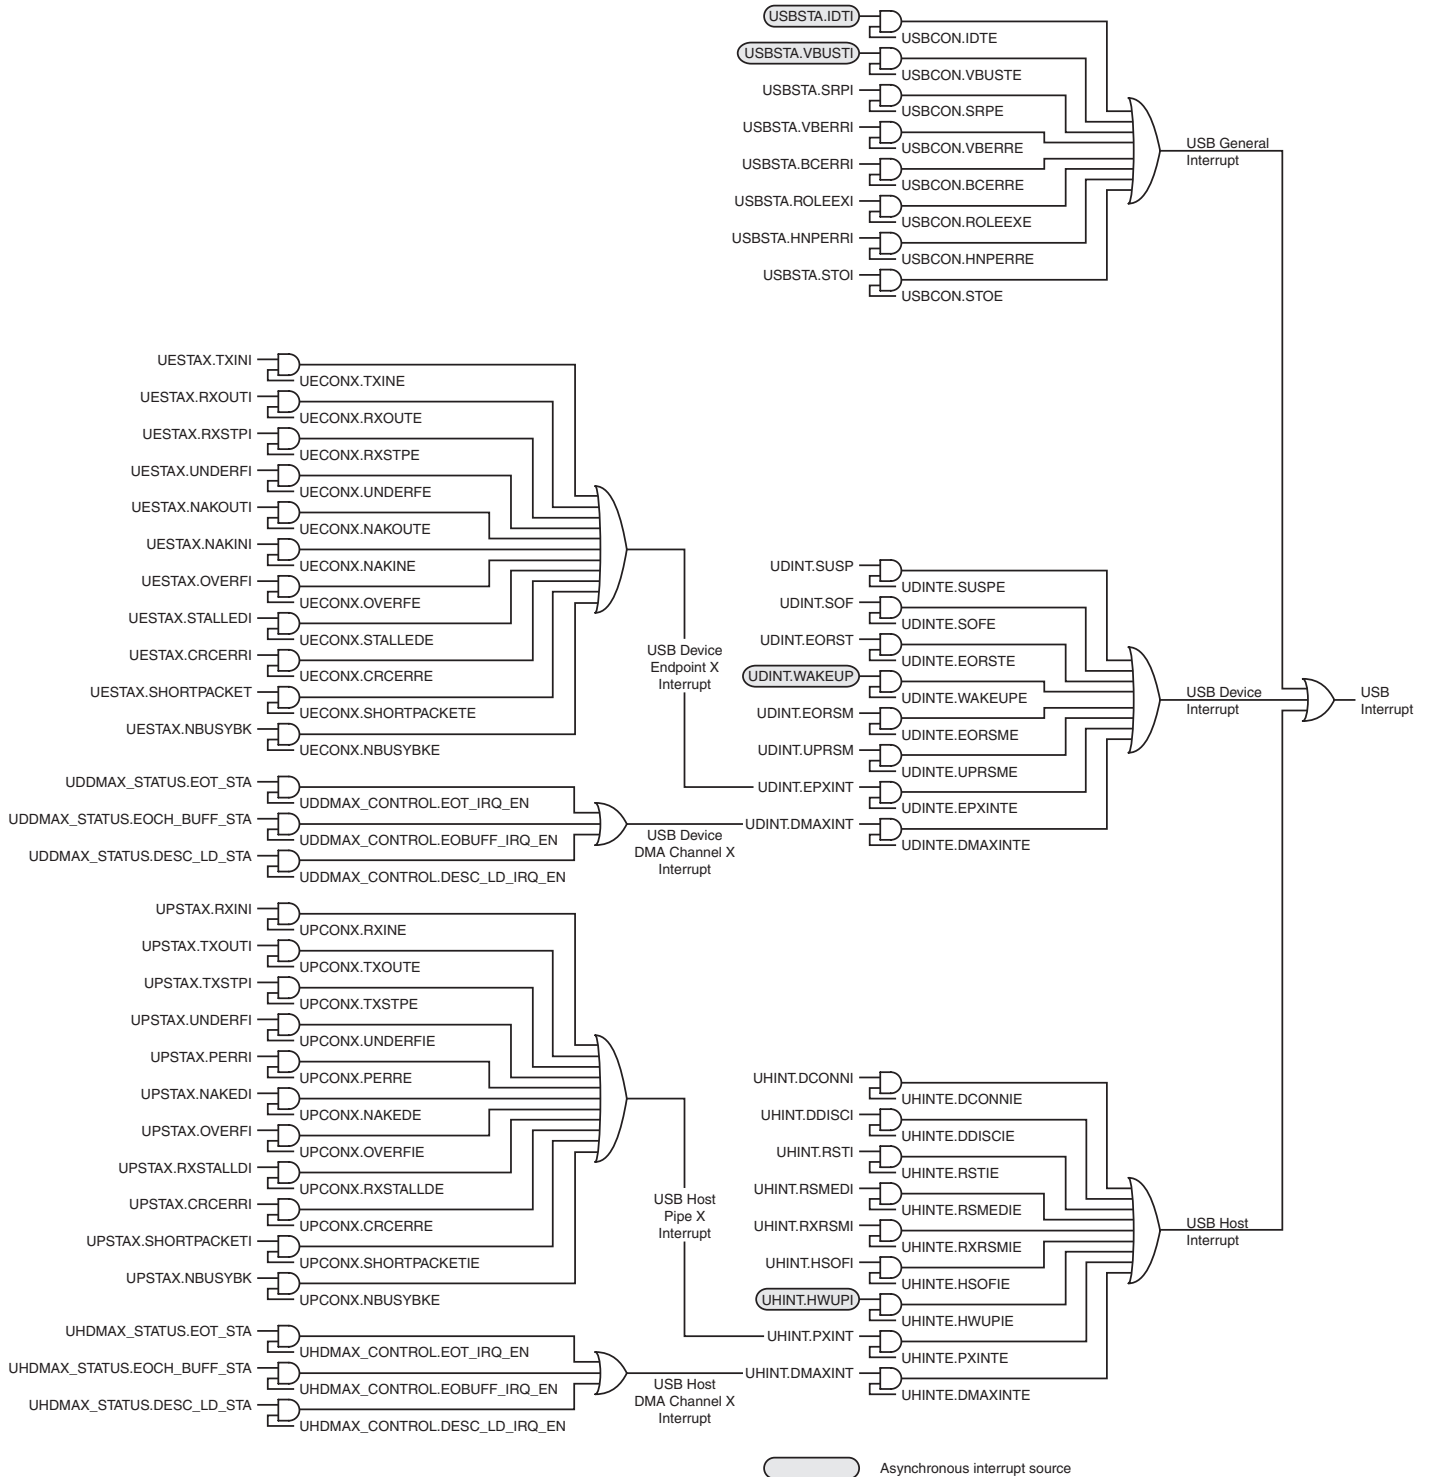 USBSTA.IDTI
USBCON.IDTE
USBSTA.VBUSTI
USBCON.VBUSTE
USBSTA.SRPI
USBCON.SRPE
USBSTA.VBERRI
USBCON.VBERRE
USBSTA.BCERRI
USBCON.BCERRE
USBSTA.ROLEEXI
USBCON.ROLEEXE
USBSTA.HNPERRI
USBCON.HNPERRE
USBSTA.STOI
USBCON.STOE
USB General
Interrupt
UESTAX.TXINI
UECONX.TXINE
UESTAX.RXOUTI
UECONX.RXOUTE
UESTAX.RXSTPI
UECONX.RXSTPE
UESTAX.UNDERFI
UECONX.UNDERFE
UESTAX.NAKOUTI
UECONX.NAKOUTE
UESTAX.NAKINI
UECONX.NAKINE
UESTAX.OVERFI
UECONX.OVERFE
UESTAX.STALLEDI
UECONX.STALLEDE
UESTAX.CRCERRI
UECONX.CRCERRE
UESTAX.SHORTPACKET
UECONX.SHORTPACKETE
UESTAX.NBUSYBK
UECONX.NBUSYBKE
USB Device
Endpoint X
Interrupt
UDDMAX_STATUS.EOT_STA
UDDMAX_CONTROL.EOT_IRQ_EN
UDDMAX_STATUS.EOCH_BUFF_STA
UDDMAX_CONTROL.EOBUFF_IRQ_EN
UDDMAX_STATUS.DESC_LD_STA
UDDMAX_CONTROL.DESC_LD_IRQ_EN
USB Device
DMA Channel X
Interrupt
UDINT.SUSP
UDINTE.SUSPE
UDINT.SOF
UDINTE.SOFE
UDINT.EORST
UDINTE.EORSTE
UDINT.WAKEUP
UDINTE.WAKEUPE
UDINT.EORSM
UDINTE.EORSME
UDINT.UPRSM
UDINTE.UPRSME
UDINT.EPXINT
UDINTE.EPXINTE
UDINT.DMAXINT
UDINTE.DMAXINTE
USB Device
Interrupt
USB
Interrupt
UPSTAX.RXINI
UPCONX.RXINE
UPSTAX.TXOUTI
UPCONX.TXOUTE
UPSTAX.TXSTPI
UPCONX.TXSTPE
UPSTAX.UNDERFI
UPCONX.UNDERFIE
UPSTAX.PERRI
UPCONX.PERRE
UPSTAX.NAKEDI
UPCONX.NAKEDE
UPSTAX.OVERFI
UPCONX.OVERFIE
UPSTAX.RXSTALLDI
UPCONX.RXSTALLDE
UPSTAX.CRCERRI
UPCONX.CRCERRE
UPSTAX.SHORTPACKETI
UPCONX.SHORTPACKETIE
UPSTAX.NBUSYBK
UPCONX.NBUSYBKE
USB Host
Pipe X
Interrupt
UHDMAX_STATUS.EOT_STA
UHDMAX_CONTROL.EOT_IRQ_EN
UHDMAX_STATUS.EOCH_BUFF_STA
UHDMAX_CONTROL.EOBUFF_IRQ_EN
UHDMAX_STATUS.DESC_LD_STA
UHDMAX_CONTROL.DESC_LD_IRQ_EN
USB Host
DMA Channel X
Interrupt
UHINT.DCONNI
UHINTE.DCONNIE
UHINT.DDISCI
UHINTE.DDISCIE
UHINT.RSTI
UHINTE.RSTIE
UHINT.RSMEDI
UHINTE.RSMEDIE
UHINT.RXRSMI
UHINTE.RXRSMIE
UHINT.HSOFI
UHINTE.HSOFIE
UHINT.HWUPI
UHINTE.HWUPIE
UHINT.PXINT
UHINTE.PXINTE
UHINT.DMAXINT
UHINTE.DMAXINTE
USB Host
Interrupt
Asynchronous interrupt source